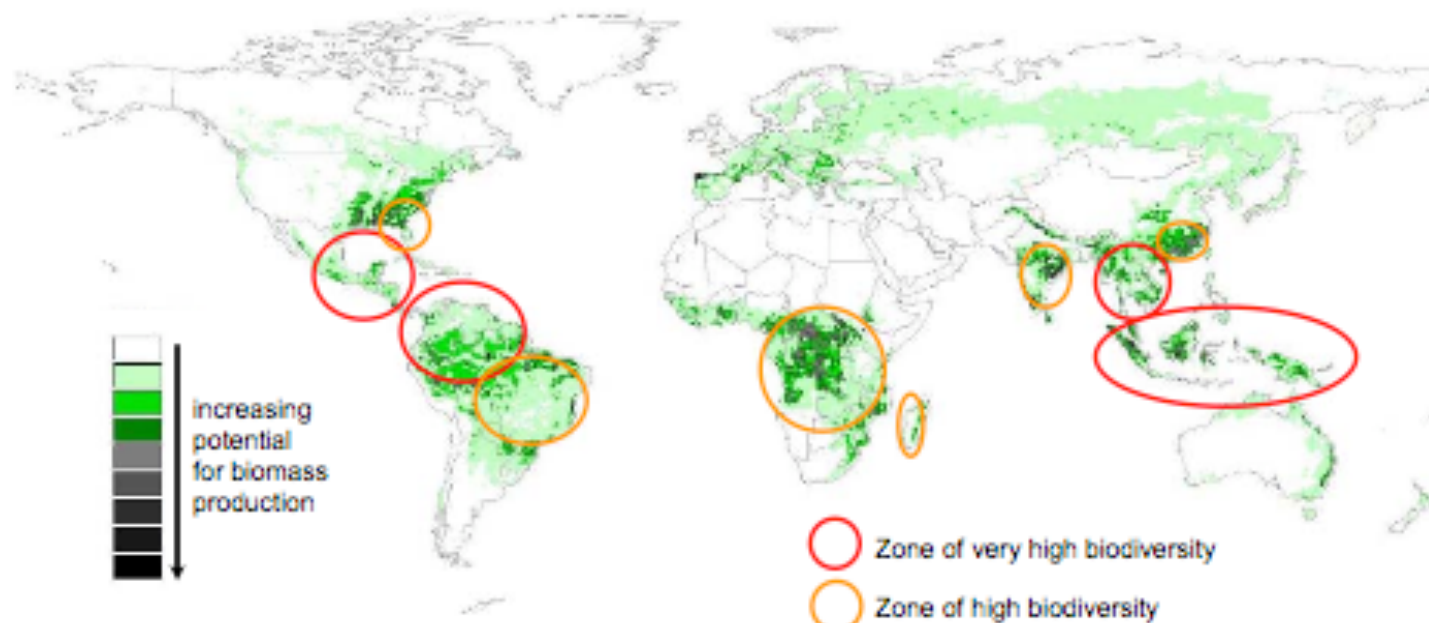 increasing
potential
for biomass
production
Zone of very high biodiversity
Zone of high biodiversity